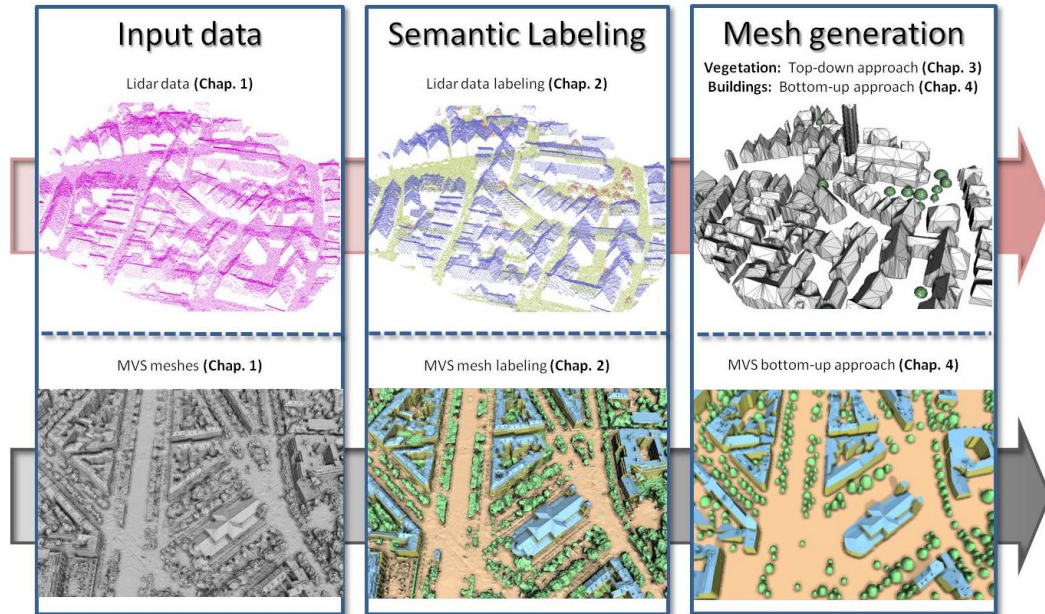 Input data
Lidar data (Chap. 1)
MVS meshes (Chap. 1)
Semantic Labeling
Lidar data labeling (Chap. 2)
MVS mesh labeling (Chap. 2)
Mesh generation
Vegetation: Top-down approach (Chap. 3)
Buildings: Bottom-up approach (Chap. 4)
MVS bottom-up approach (Chap. 4)